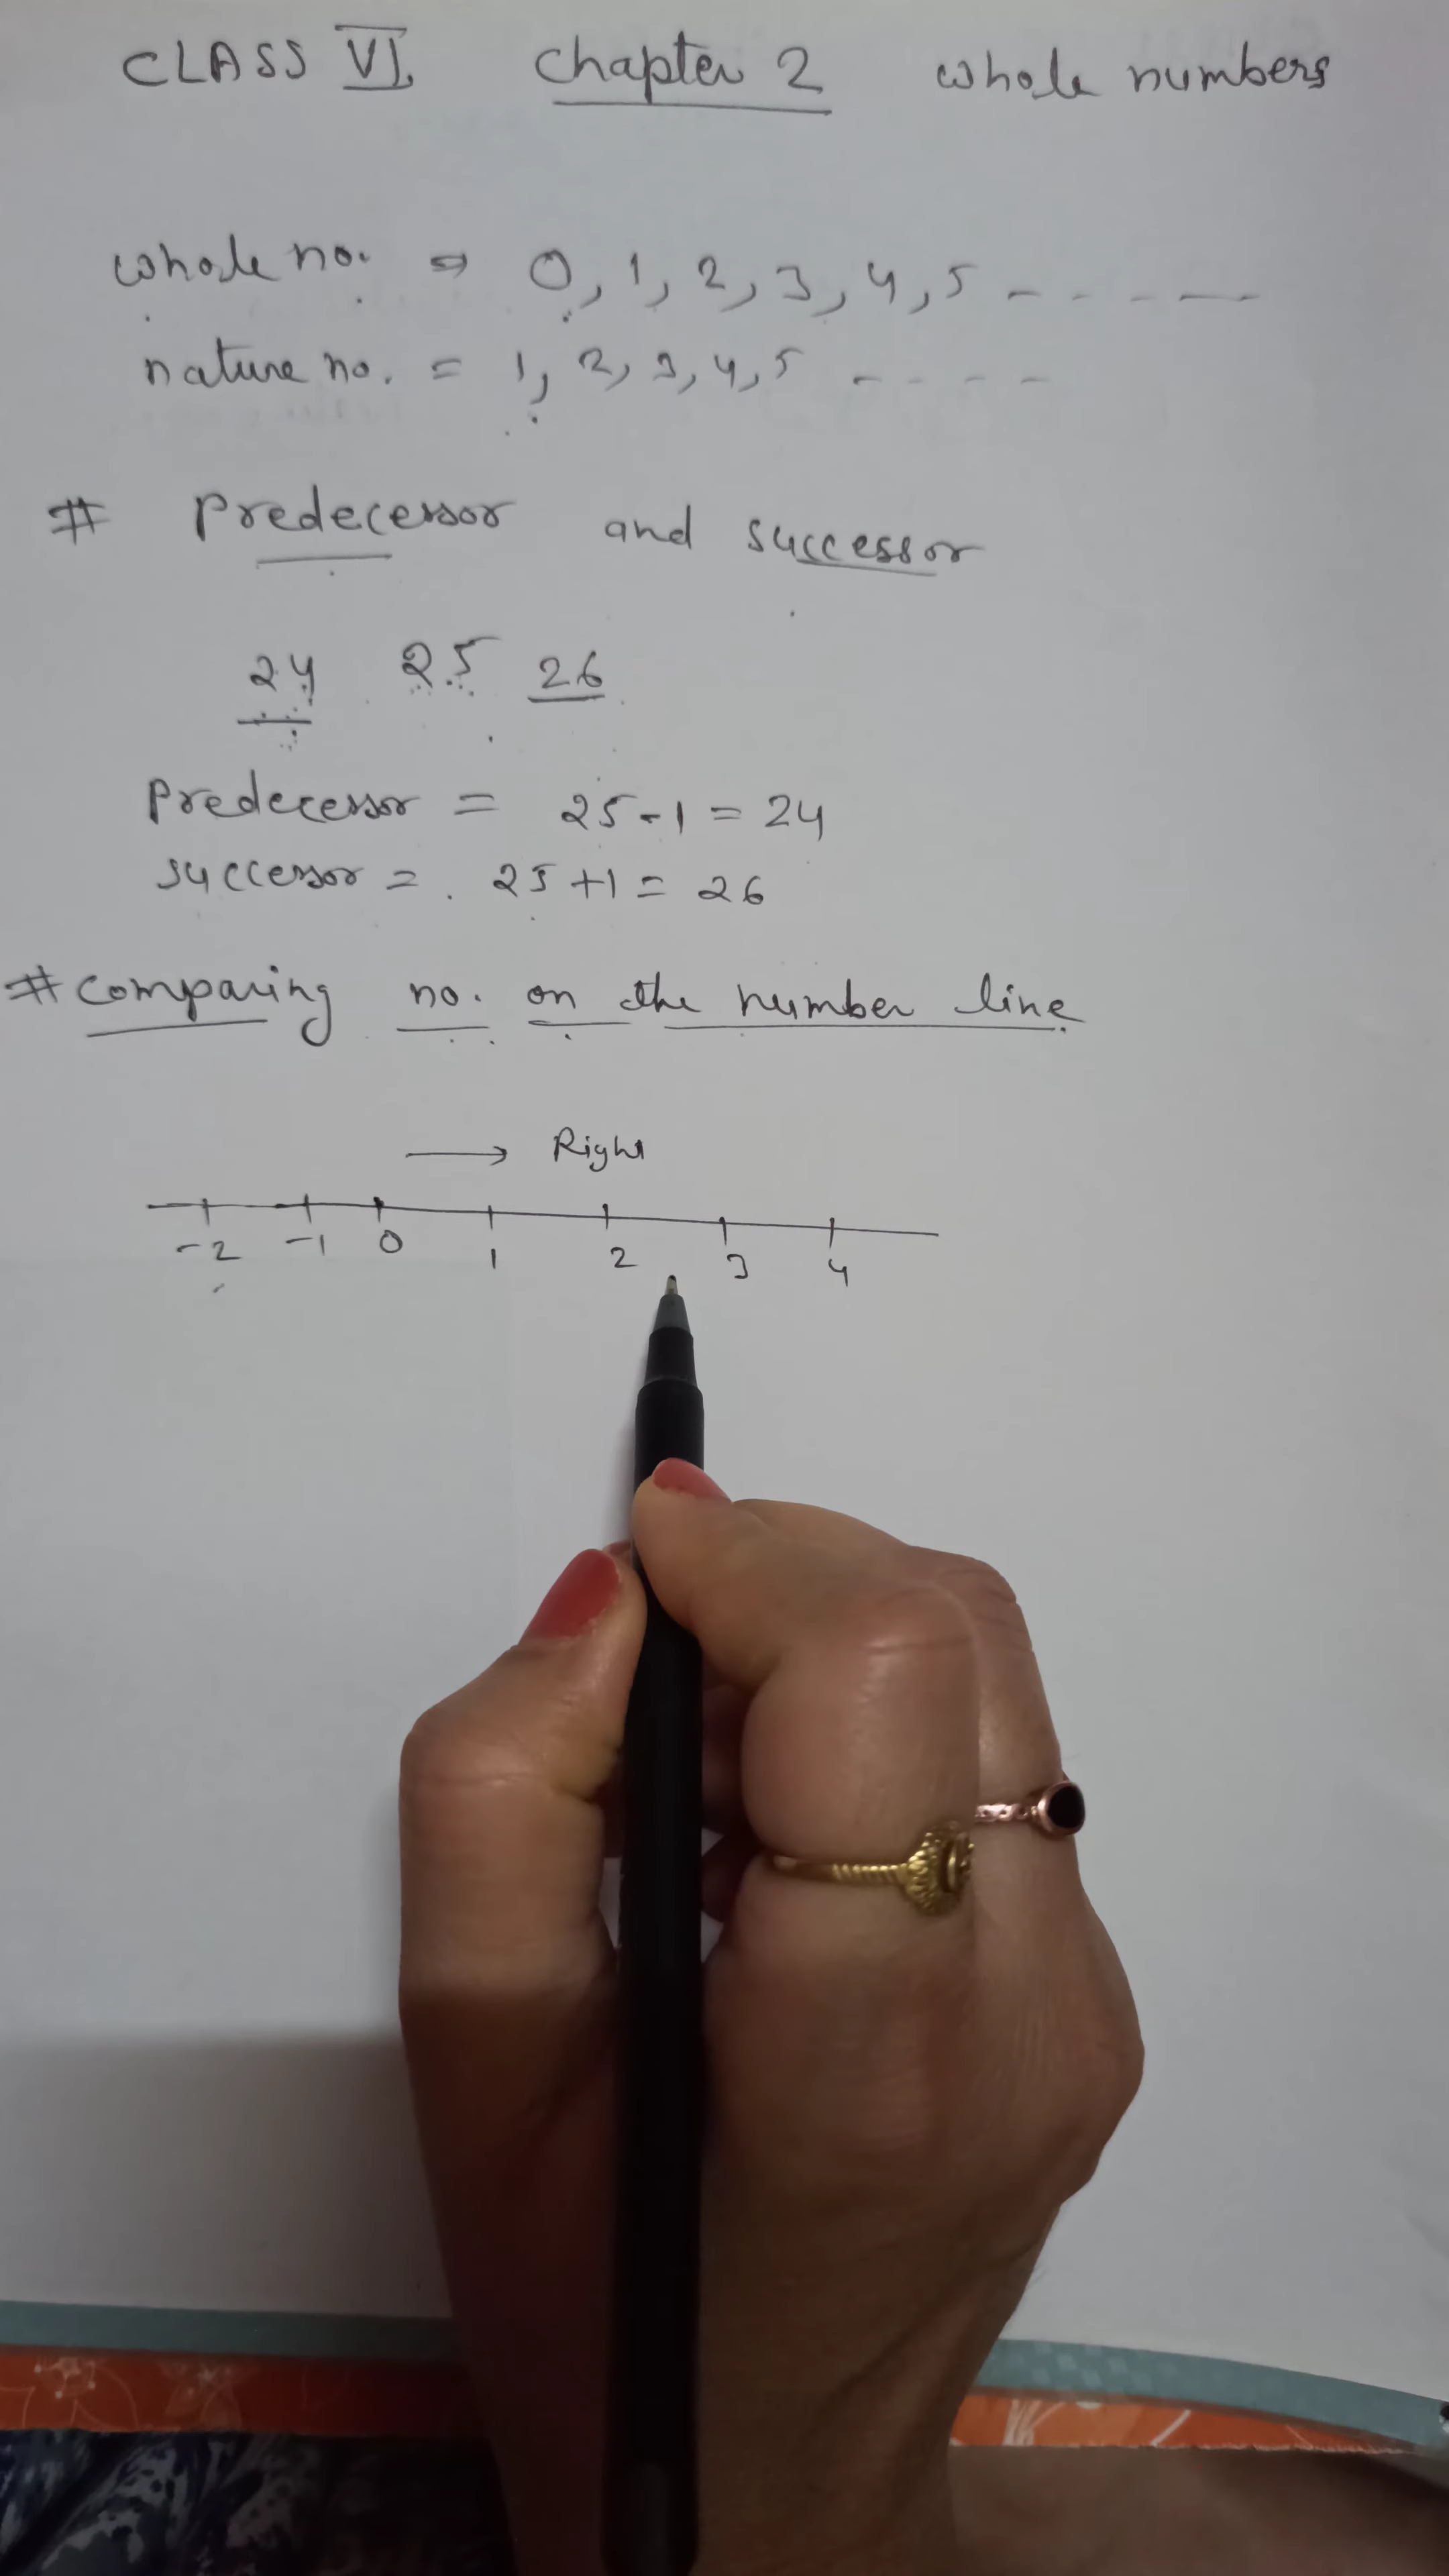 CLASS VI Chapter 2 whole numbers
whole no. ⇒ 0, 1, 2, 3, 4, 5 - - - - -
nature no. = 1, 2, 3, 4, 5 - - - -
# Predecessor and successor
24 25 26
Predecessor = 25 - 1 = 24
successor = 25 + 1 = 26
# Comparing no. on the number line
→ Right
-2 -1 0 1 2 3 4